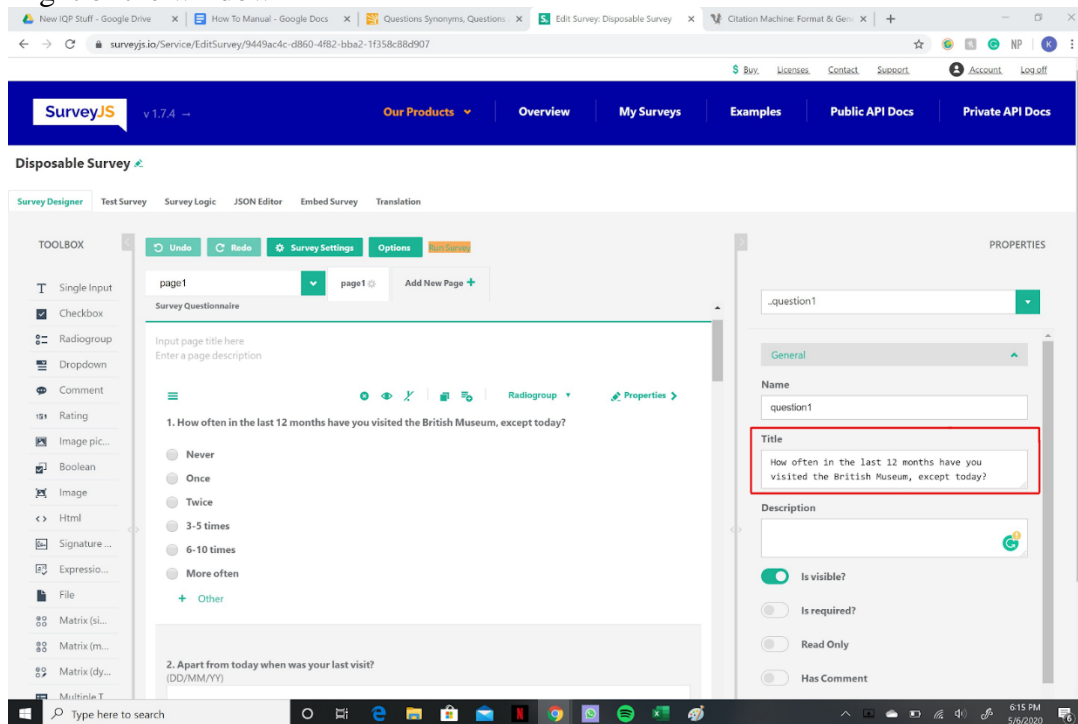 New IQP Stuff - Google Drive
How To Manual - Google Docs
Questions Synonyms, Questions
Edit Survey: Disposable Survey
Citation Machine: Format & Gen
surveyjs.io/Service/EditSurvey/9449ac4c-d860-4f82-bba2-1f358c88d907
NP
K
$ Buy Licenses Contact Support Account Log off
SurveyJS v 1.7.4 → Our Products Overview My Surveys Examples Public API Docs Private API Docs
Disposable Survey
Survey Designer Test Survey Survey Logic JSON Editor Embed Survey Translation
TOOLBOX
Undo Redo Survey Settings Options Run Survey
PROPERTIES
page1 page1 Add New Page +
Survey Questionnaire
Input page title here
Enter a page description
Radiogroup Properties
1. How often in the last 12 months have you visited the British Museum, except today?
Never
Once
Twice
3-5 times
6-10 times
More often
+ Other
2. Apart from today when was your last visit?
(DD/MM/YY)
Single Input
Checkbox
Radiogroup
Dropdown
Comment
Rating
Image pic...
Boolean
Image
Html
Signature ...
Expressio...
File
Matrix (si...
Matrix (m...
Matrix (dy...
Multiple T
..question1
General
Name
question1
Title
How often in the last 12 months have you
visited the British Museum, except today?
Description
Is visible?
Is required?
Read Only
Has Comment
Type here to search
6:15 PM
5/6/2020